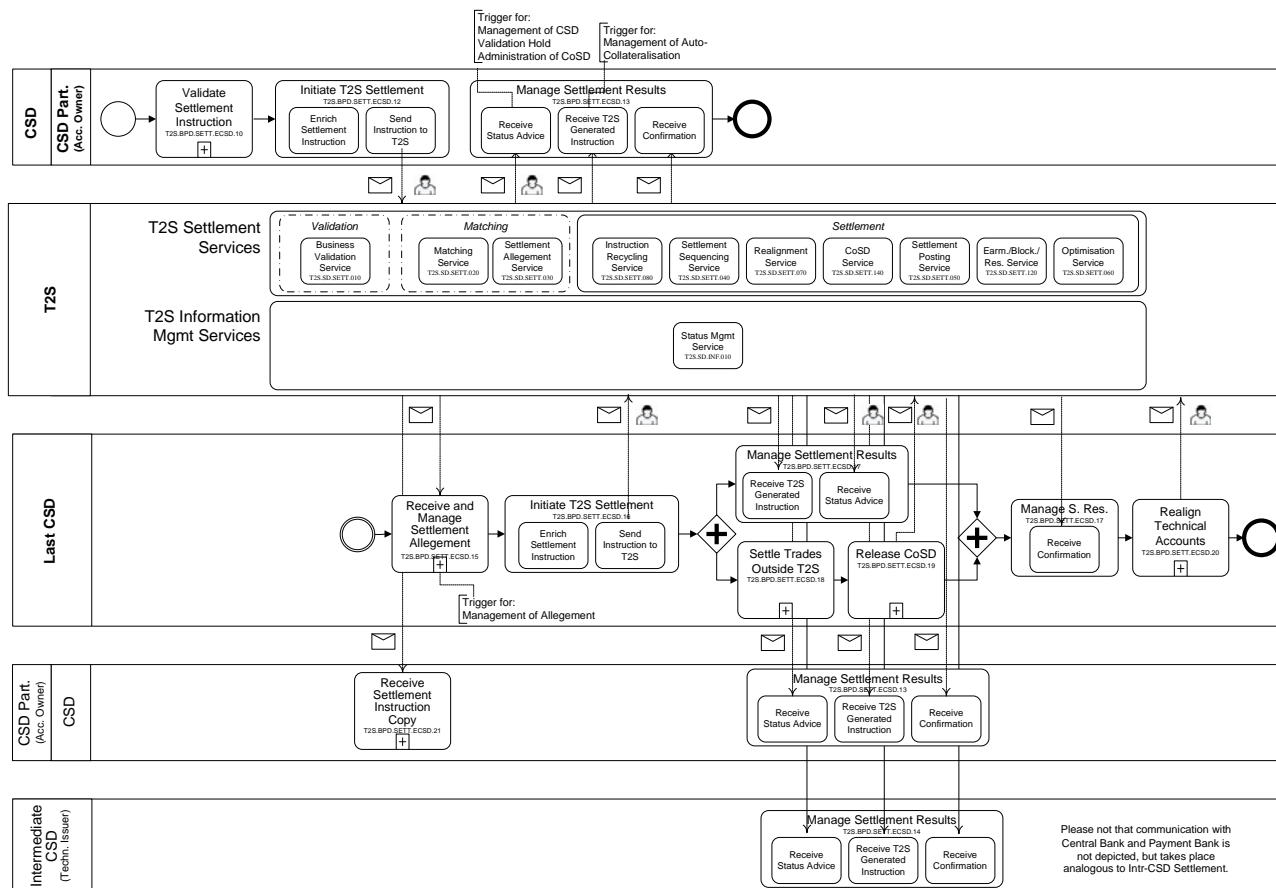 Trigger for:
Management of CSD
Validation Hold
Administration of CoSD
Trigger for:
Management of Auto-
Collateralisation
CSD
CSD Part.
(Acc. Owner)
Validate
Settlement
Instruction
T2S.BPD.SETT.ECSD.10
Initiate T2S Settlement
T2S.BPD.SETT.ECSD.12
Enrich
Settlement
Instruction
Send
Instruction to
T2S
Manage Settlement Results
T2S.BPD.SETT.ECSD.13
Receive
Status Advice
Receive T2S
Generated
Instruction
Receive
Confirmation
T2S
T2S Settlement
Services
Validation
Business
Validation
Service
T2S.SD.SETT.010
Matching
Matching
Service
T2S.SD.SETT.020
Settlement
Allegement
Service
T2S.SD.SETT.030
Settlement
Instruction
Recycling
Service
T2S.SD.SETT.080
Settlement
Sequencing
Service
T2S.SD.SETT.040
Realignment
Service
T2S.SD.SETT.070
CoSD
Service
T2S.SD.SETT.140
Settlement
Posting
Service
T2S.SD.SETT.050
Earm./Block./
Res. Service
T2S.SD.SETT.120
Optimisation
Service
T2S.SD.SETT.060
T2S Information
Mgmt Services
Status Mgmt
Service
T2S.SD.INF.010
Last CSD
Receive and
Manage
Settlement
Allegement
T2S.BPD.SETT.ECSD.15
Trigger for:
Management of Allegement
Initiate T2S Settlement
T2S.BPD.SETT.ECSD.16
Enrich
Settlement
Instruction
Send
Instruction to
T2S
Manage Settlement Results
T2S.BPD.SETT.ECSD. 7
Receive T2S
Generated
Instruction
Receive
Status Advice
Settle Trades
Outside T2S
T2S.BPD.SETT.ECSD.18
Release CoSD
T2S.BPD.SETT.ECSD.19
Manage S. Res.
T2S.BPD.SETT.ECSD.17
Receive
Confirmation
Realign
Technical
Accounts
T2S.BPD.SETT.ECSD.20
CSD Part.
(Acc. Owner)
CSD
Receive
Settlement
Instruction
Copy
T2S.BPD.SETT.ECSD.21
Manage Settlement Results
T2S.BPD.SETT.ECSD.13
Receive
Status Advice
Receive T2S
Generated
Instruction
Receive
Confirmation
Intermediate
CSD
(Techn. Issuer)
Manage Settlement Results
T2S.BPD.SETT.ECSD.14
Receive
Status Advice
Receive T2S
Generated
Instruction
Receive
Confirmation
Please not that communication with
Central Bank and Payment Bank is
not depicted, but takes place
analogous to Intr-CSD Settlement.